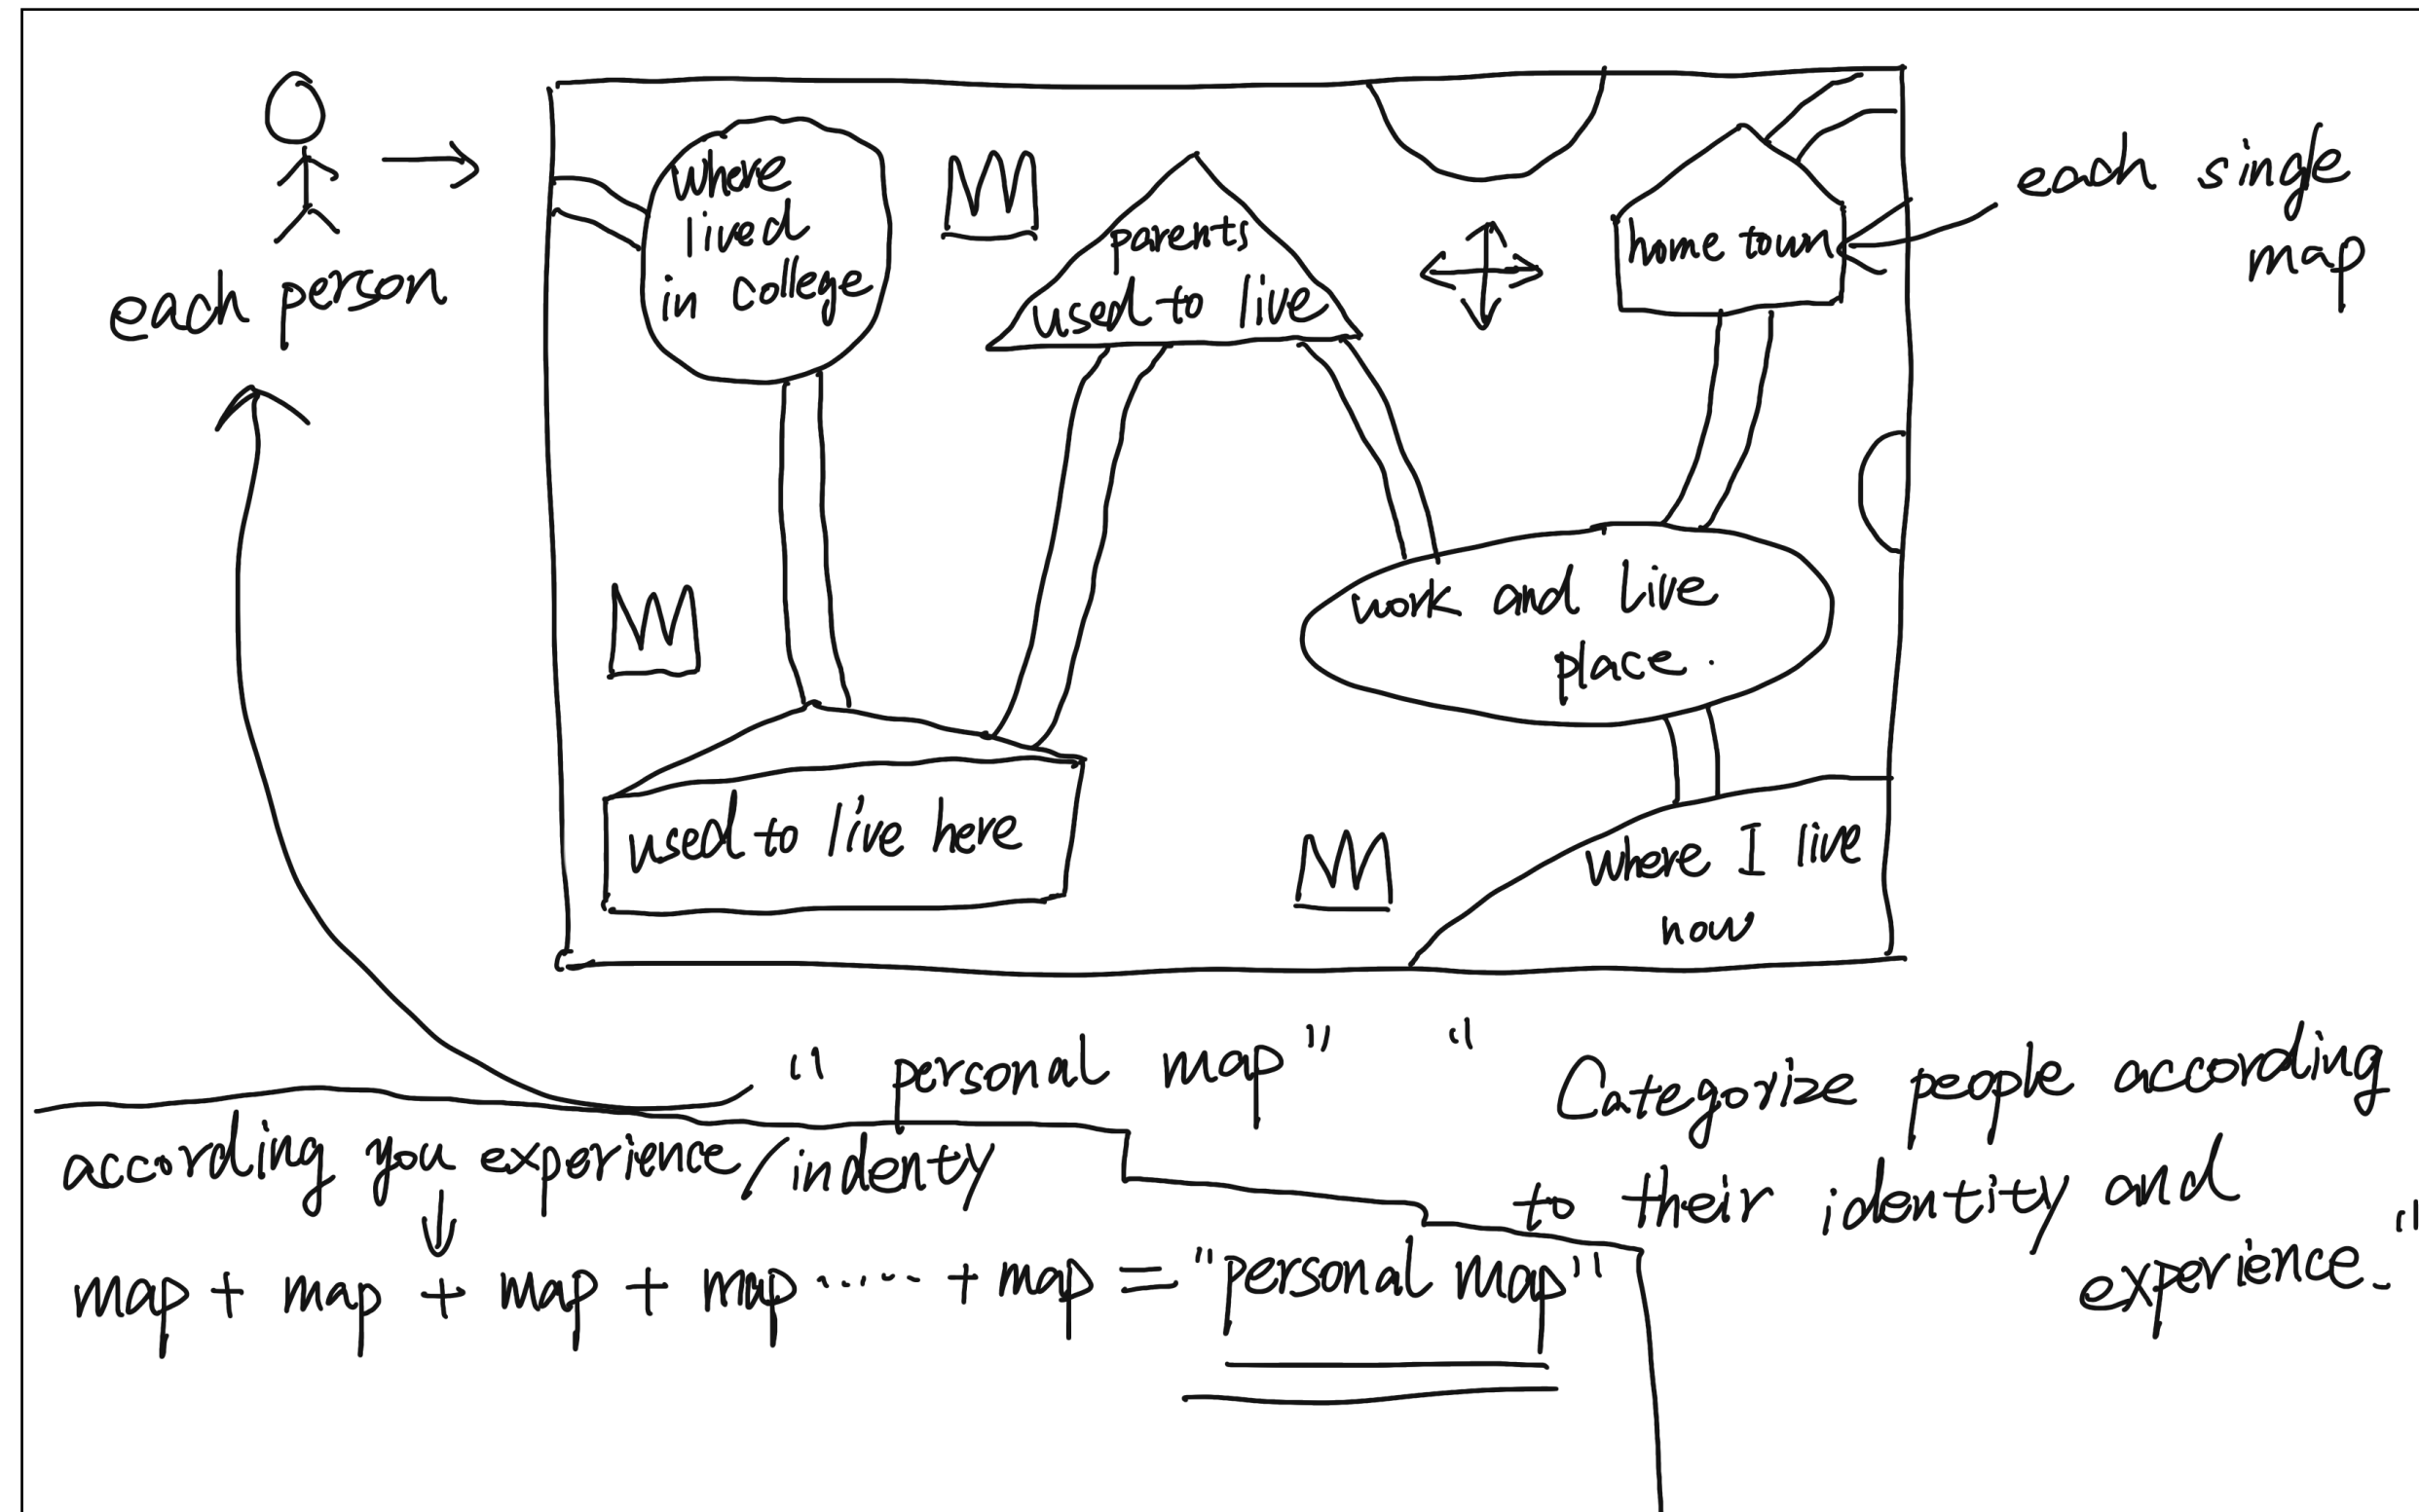 each person
where
lived
in college
parents
used to live
home town
each single
map
work and live
place.
used to live here
where I live
now
"personal map"
"Categorize people according
to their identity and
experience."
according you experience/indenty
map + map + map + map ..... + map = "personal map"